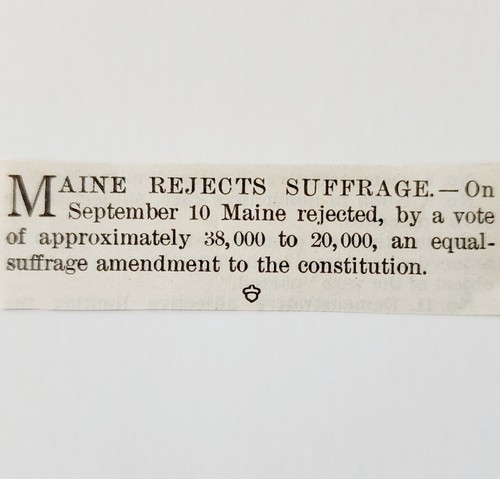 MAINE REJECTS SUFFRAGE.—On
September 10 Maine rejected, by a vote
of approximately 38,000 to 20,000, an equal-
suffrage amendment to the constitution.